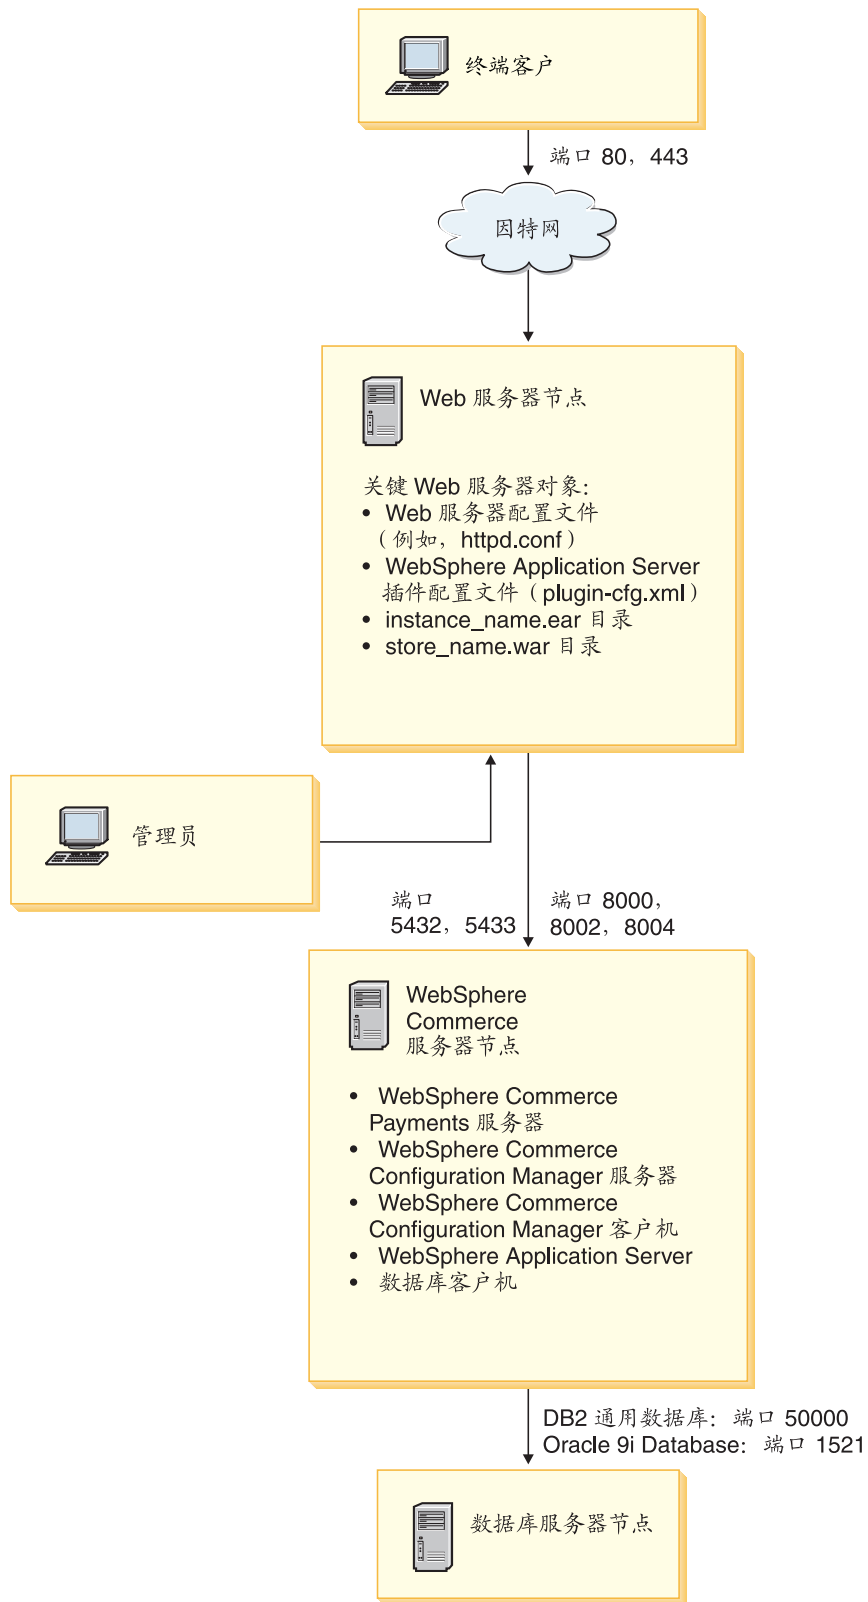 终端客户
端口 80，443
因特网
Web 服务器节点
关键 Web 服务器对象：
• Web 服务器配置文件
（例如，httpd.conf）
• WebSphere Application Server
插件配置文件（plugin-cfg.xml）
• instance_name.ear 目录
• store_name.war 目录
管理员
端口
5432，5433
端口 8000，
8002，8004
WebSphere
Commerce
服务器节点
• WebSphere Commerce
Payments 服务器
• WebSphere Commerce
Configuration Manager 服务器
• WebSphere Commerce
Configuration Manager 客户机
• WebSphere Application Server
• 数据库客户机
DB2 通用数据库：端口 50000
Oracle 9i Database：端口 1521
数据库服务器节点